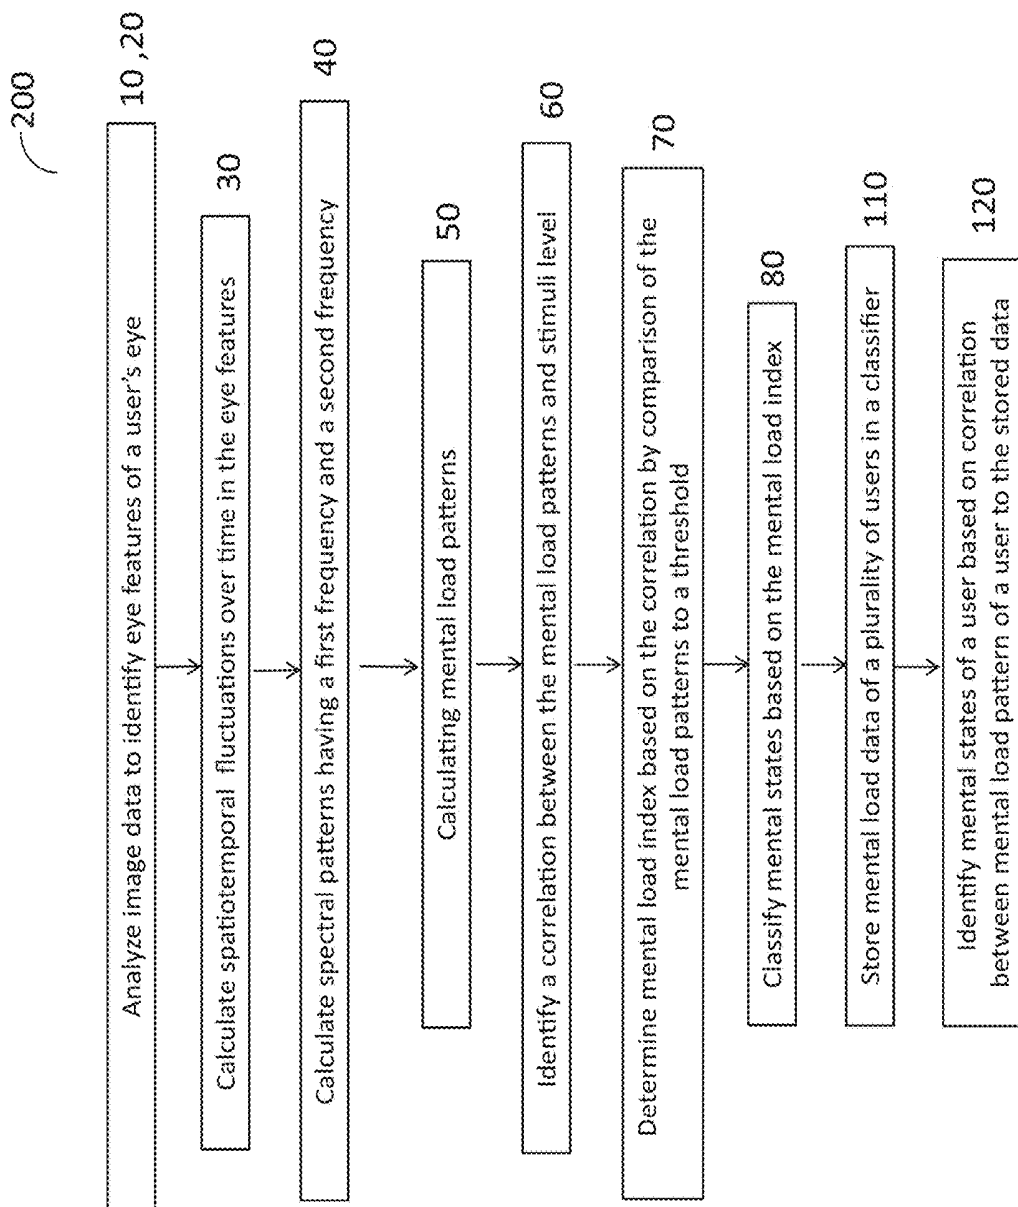 200
Analyze image data to identify eye features of a user's eye
10 ,20
Calculate spatiotemporal fluctuations over time in the eye features
30
Calculate spectral patterns having a first frequency and a second frequency
40
Calculating mental load patterns
50
Identify a correlation between the mental load patterns and stimuli level
60
Determine mental load index based on the correlation by comparison of the
mental load patterns to a threshold
70
Classify mental states based on the mental load index
80
Store mental load data of a plurality of users in a classifier
110
Identify mental states of a user based on correlation
between mental load pattern of a user to the stored data
120